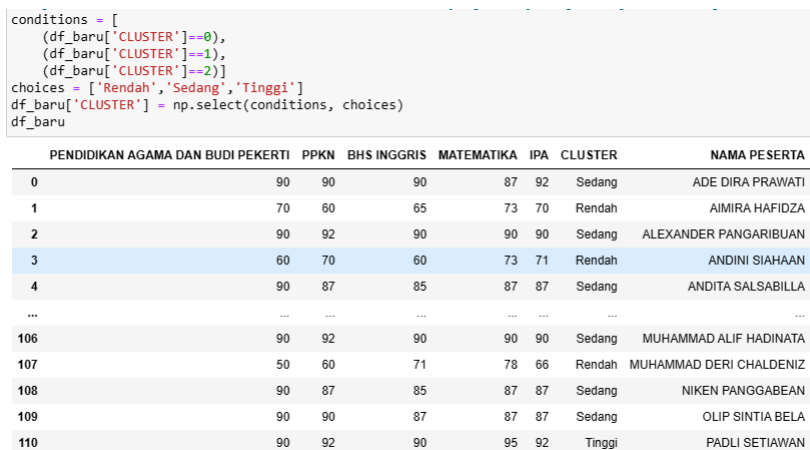 conditions = [
(df_baru['CLUSTER']==0),
(df_baru['CLUSTER']==1),
(df_baru['CLUSTER']==2)]
choices = ['Rendah','Sedang','Tinggi']
df_baru['CLUSTER'] = np.select(conditions, choices)
df_baru
PENDIDIKAN AGAMA DAN BUDI PEKERTI PPKN BHS INGGRIS MATEMATIKA IPA CLUSTER NAMA PESERTA
0 90 90 90 87 92 Sedang ADE DIRA PRAWATI
1 70 60 65 73 70 Rendah AIMIRA HAFIDZA
2 90 92 90 90 90 Sedang ALEXANDER PANGARIBUAN
3 60 70 60 73 71 Rendah ANDINI SIAHAAN
4 90 87 85 87 87 Sedang ANDITA SALSABILLA
... ... ... ... ... ... ... ...
106 90 92 90 90 90 Sedang MUHAMMAD ALIF HADINATA
107 50 60 71 78 66 Rendah MUHAMMAD DERI CHALDENIZ
108 90 87 85 87 87 Sedang NIKEN PANGGABEAN
109 90 90 87 87 87 Sedang OLIP SINTIA BELA
110 90 92 90 95 92 Tinggi PADLI SETIAWAN